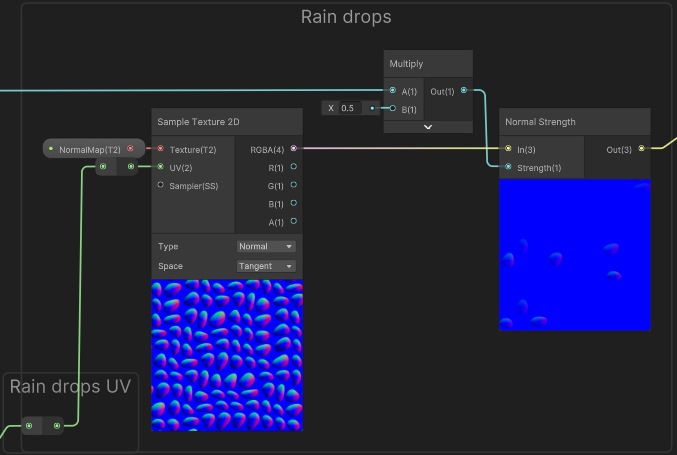 Rain drops
Multiply
A(1) Out(1)
X 0.5 B(1)
Sample Texture 2D
Normal Strength
NormalMap(T2) Texture(T2) RGBA(4)
In(3) Out(3)
UV(2) R(1)
Strength(1)
Sampler(SS) G(1)
B(1)
A(1)
Type Normal
Space Tangent
Rain drops UV